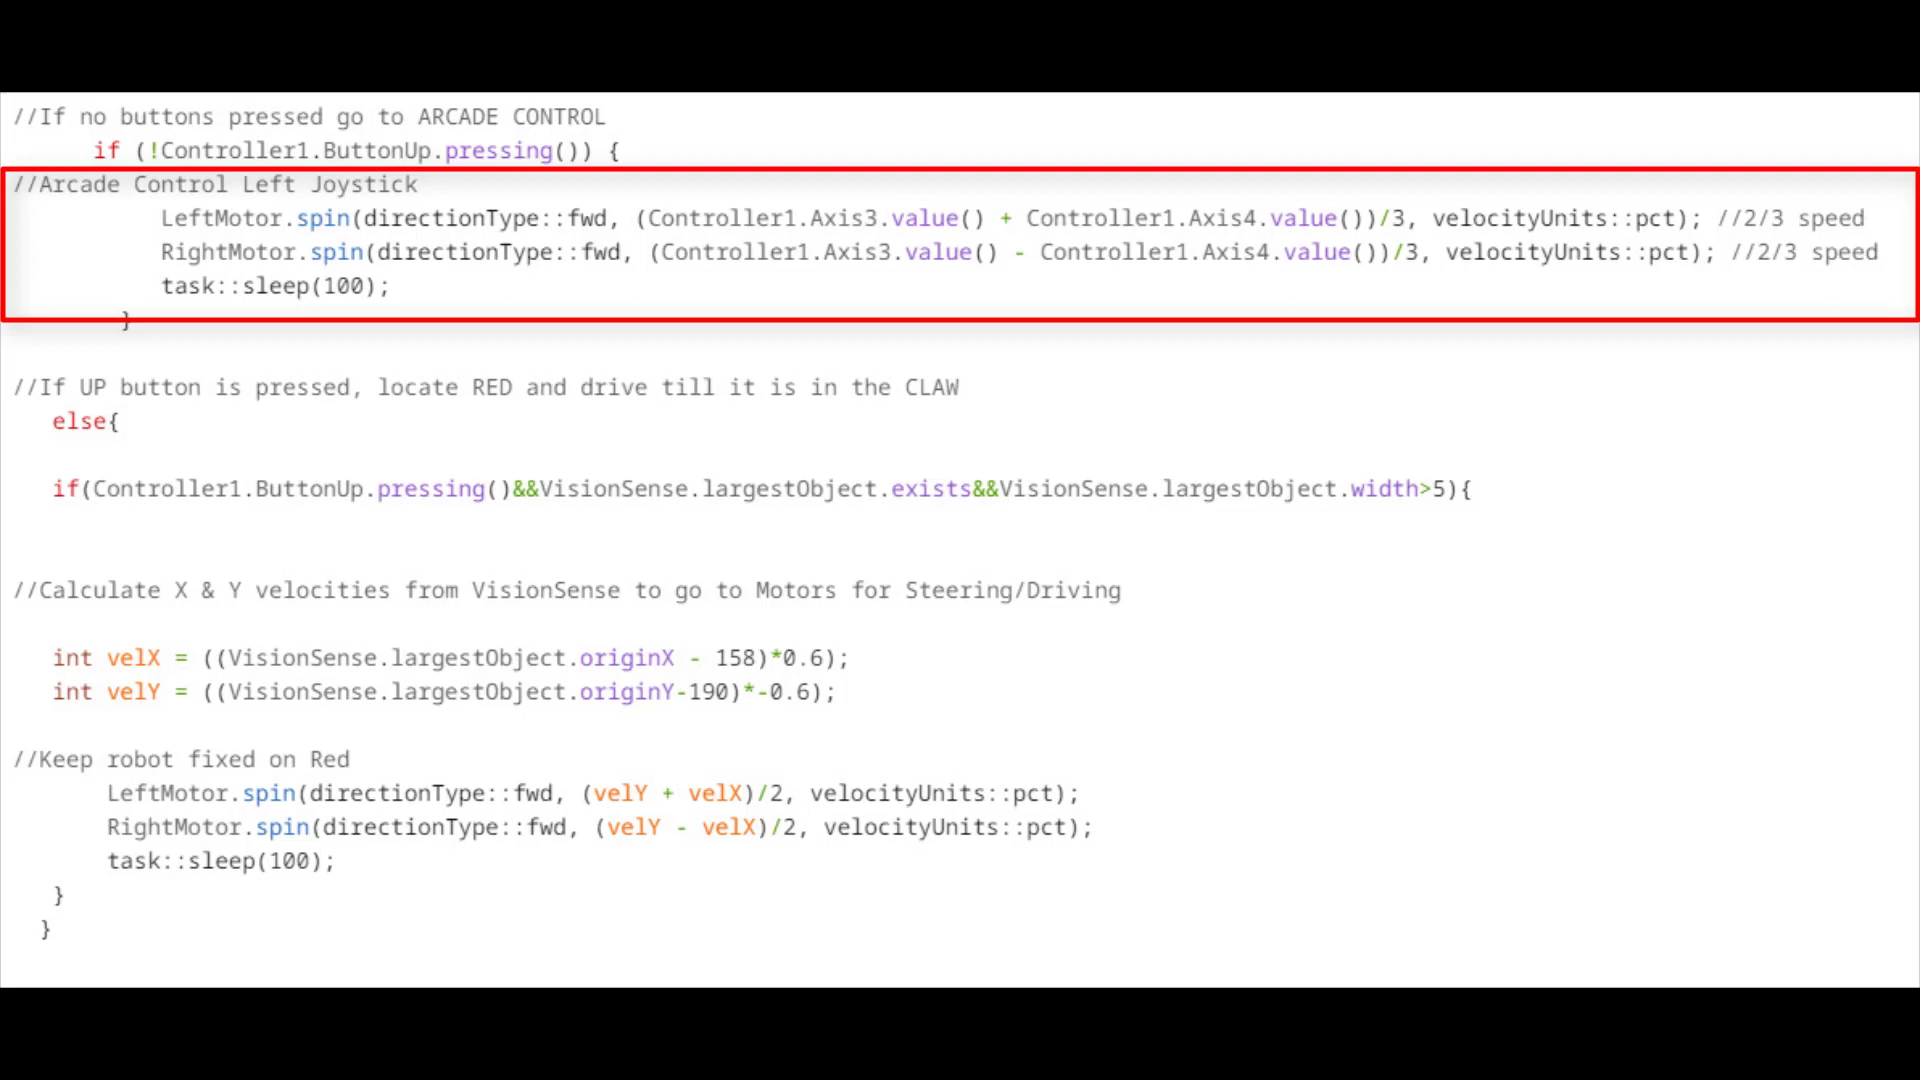 //If no buttons pressed go to ARCADE CONTROL
if (!Controller1.ButtonUp.pressing()) {
//Arcade Control Left Joystick
LeftMotor.spin(directionType::fwd, (Controller1.Axis3.value() + Controller1.Axis4.value())/3, velocityUnits::pct); //2/3 speed
RightMotor.spin(directionType::fwd, (Controller1.Axis3.value() - Controller1.Axis4.value())/3, velocityUnits::pct); //2/3 speed
task::sleep(100);
}
//If UP button is pressed, locate RED and drive till it is in the CLAW
else{
if(Controller1.ButtonUp.pressing()&&VisionSense.largestObject.exists&&VisionSense.largestObject.width>5){
//Calculate X & Y velocities from VisionSense to go to Motors for Steering/Driving
int velX = ((VisionSense.largestObject.originX - 158)*0.6);
int velY = ((VisionSense.largestObject.originY-190)*-0.6);
//Keep robot fixed on Red
LeftMotor.spin(directionType::fwd, (velY + velX)/2, velocityUnits::pct);
RightMotor.spin(directionType::fwd, (velY - velX)/2, velocityUnits::pct);
task::sleep(100);
}
}